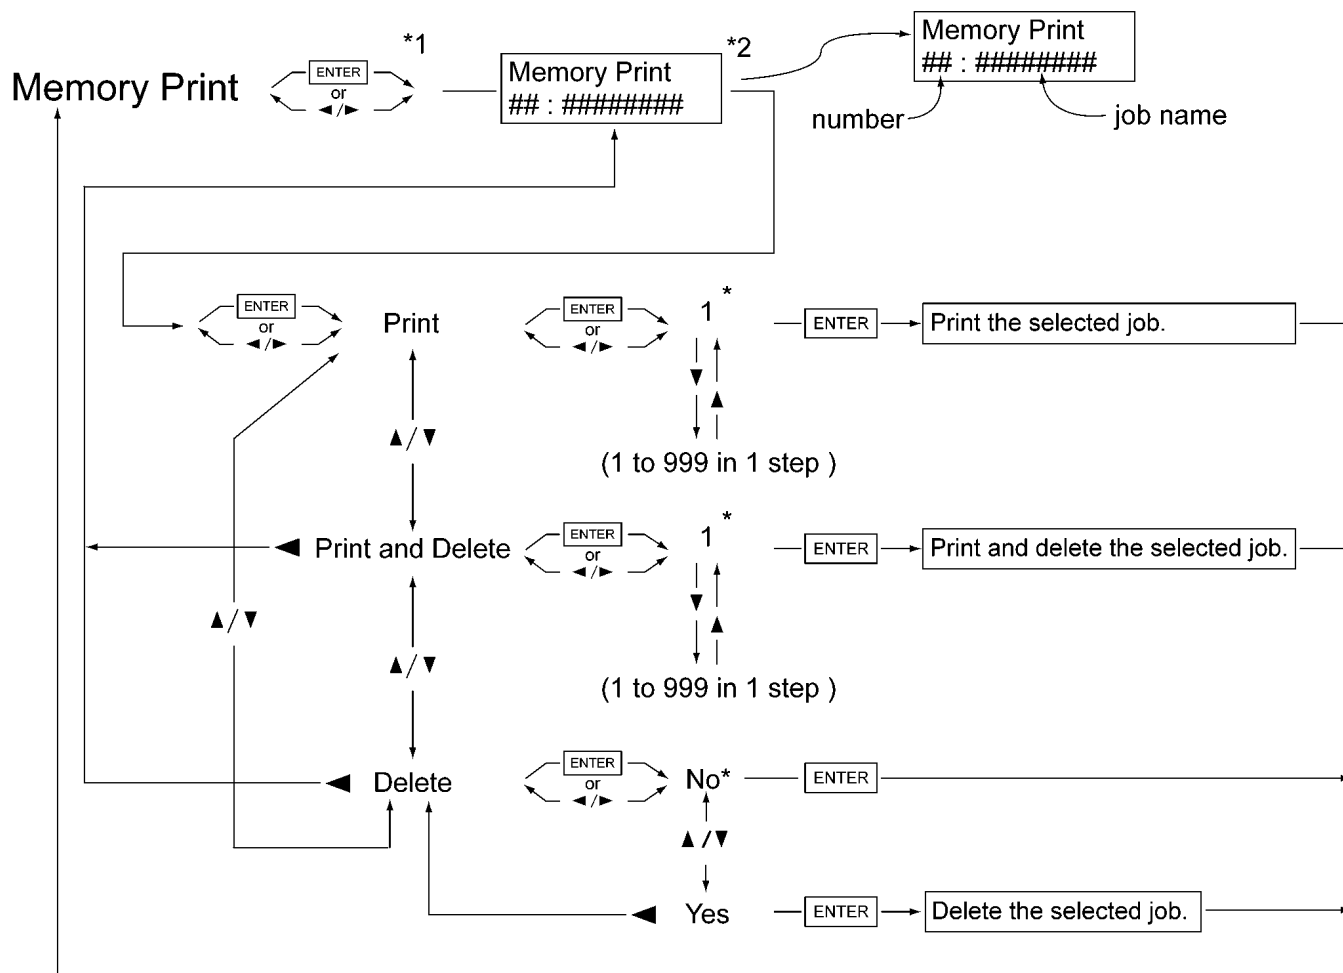 Memory Print
ENTER
or
◄/►
*1
Memory Print
## : ########
*2
Memory Print
## : ########
number
job name
ENTER
or
◄/►
Print
ENTER
or
◄/►
1 *
ENTER
Print the selected job.
▲/▼
(1 to 999 in 1 step )
Print and Delete
ENTER
or
◄/►
1 *
ENTER
Print and delete the selected job.
▲/▼
▲/▼
(1 to 999 in 1 step )
Delete
ENTER
or
◄/►
No*
ENTER
▲/▼
Yes
ENTER
Delete the selected job.